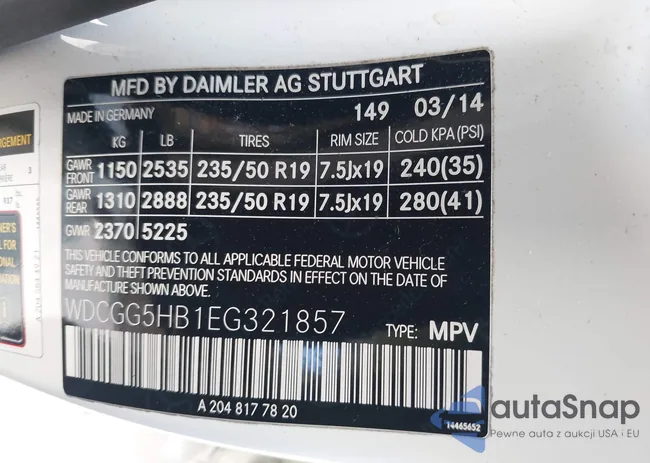 MFD BY DAIMLER AG STUTTGART
MADE IN GERMANY 149 03/14
KG LB TIRES RIM SIZE COLD KPA(PSI)
GAWR FRONT 1150 2535 235/50 R19 7.5Jx19 240(35)
GAWR REAR 1310 2888 235/50 R19 7.5Jx19 280(41)
GVWR 2370 5225
THIS VEHICLE CONFORMS TO ALL APPLICABLE FEDERAL MOTOR VEHICLE
SAFETY AND THEFT PREVENTION STANDARDS IN EFFECT ON THE DATE
OF MANUFACTURE SHOWN ABOVE.
WDCGG5HB1EG321857 TYPE: MPV
A 204 817 78 20
14465652
autaSnap
Pewne auta z aukcji USA i EU